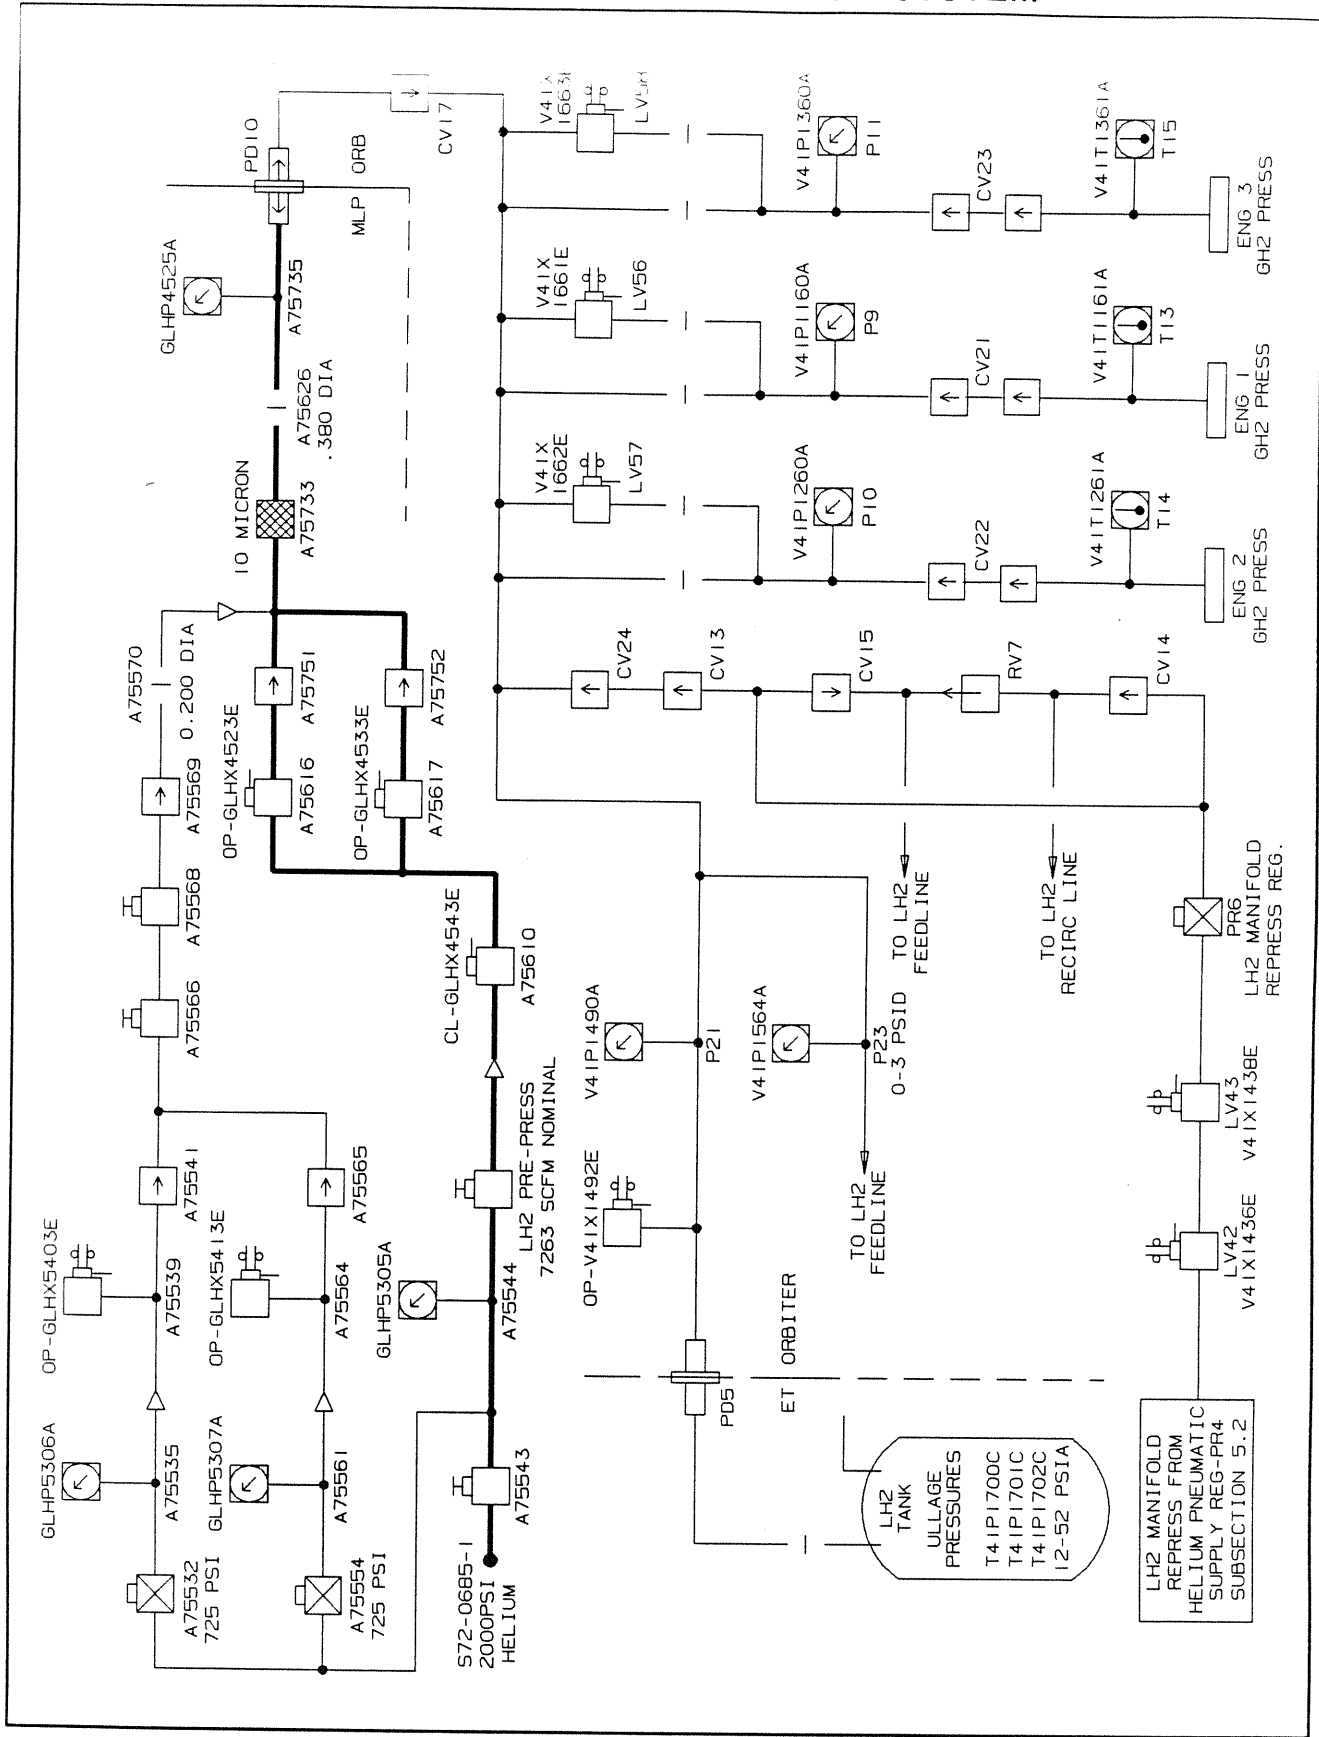 GLHP5306A
A75532
725 PSI
A75535
OP-GLHX5403E
A75539
A75541
A75566
A75568
A75569
A75570
0.200 DIA
GLHP5307A
A75554
725 PSI
A75561
OP-GLHX5413E
A75564
A75565
S72-0685-1
2000PSI
HELIUM
A75543
GLHP5305A
A75544
LH2 PRE-PRESS
7263 SCFM NOMINAL
CL-GLHX4543E
A75610
OP-GLHX4523E
A75616
A75751
OP-GLHX4533E
A75617
A75752
10 MICRON
A75733
A75626
.380 DIA
GLHP4525A
A75735
PD10
MLP
ORB
CV17
V41X
1663E
V41X
1661E
LV56
V41X
1662E
LV57
V41P1360A
P11
CV23
V41T1361A
T15
ENG 3
GH2 PRESS
V41P1160A
P9
CV21
V41T1161A
T13
ENG 1
GH2 PRESS
V41P1260A
P10
CV22
V41T1261A
T14
ENG 2
GH2 PRESS
CV24
CV13
CV15
RV7
CV14
TO LH2
FEEDLINE
TO LH2
RECIRC LINE
OP-V41X1492E
V41P1490A
P21
V41P1564A
P23
0-3 PSID
TO LH2
FEEDLINE
PD5
ET
ORBITER
LH2
TANK
ULLAGE
PRESSURES
T41P1700C
T41P1701C
T41P1702C
12-52 PSIA
LH2 MANIFOLD
REPRESS FROM
HELIUM PNEUMATIC
SUPPLY REG-PR4
SUBSECTION 5.2
LV42
V41X1436E
LV43
V41X1438E
PR6
LH2 MANIFOLD
REPRESS REG.